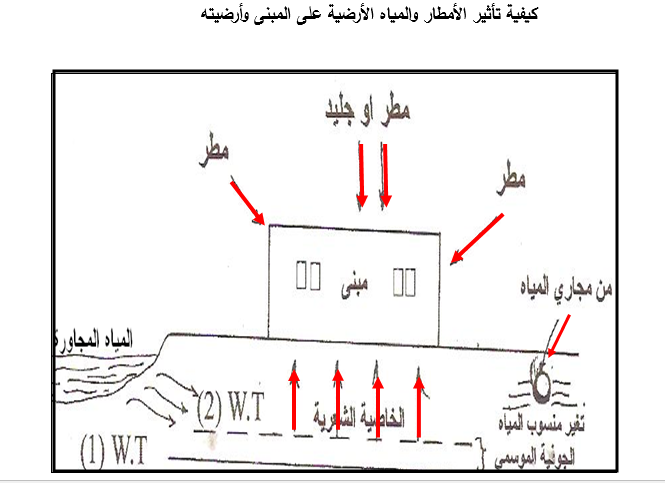 كيفية تأثير الأمطار والمياه الأرضية على المبنى وأرضيته
مطر او جليد
مطر
مطر
مبنى
من مجاري المياه
المياه المجاورة
(2) W.T
الخاصية الشعرية
تغير منسوب المياه
الجوفية الموسمي
(1) W.T